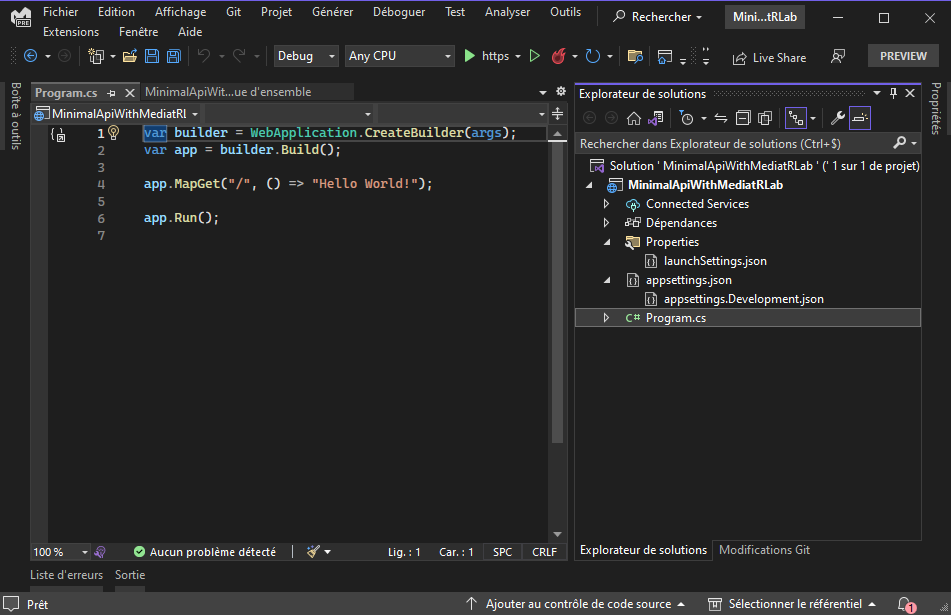 Fichier Edition Affichage Git Projet Générer Déboguer Test Analyser Outils Rechercher Mini...tRLab
PRE
Extensions Fenêtre Aide
Debug Any CPU https Live Share PREVIEW
Boîte à outils
Program.cs MinimalApiWit...ue d'ensemble
MinimalApiWithMediatRl
1 var builder = WebApplication.CreateBuilder(args);
2 var app = builder.Build();
3
4 app.MapGet("/", () => "Hello World!");
5
6 app.Run();
7
100 % Aucun problème détecté Lig. : 1 Car. : 1 SPC CRLF
Explorateur de solutions
Rechercher dans Explorateur de solutions (Ctrl+$)
Solution ' MinimalApiWithMediatRLab ' (' 1 sur 1 de projet)
MinimalApiWithMediatRLab
Connected Services
Dépendances
Properties
launchSettings.json
appsettings.json
appsettings.Development.json
C# Program.cs
Explorateur de solutions Modifications Git
Propriétés
Liste d'erreurs Sortie
Prêt Ajouter au contrôle de code source Sélectionner le référentiel 1